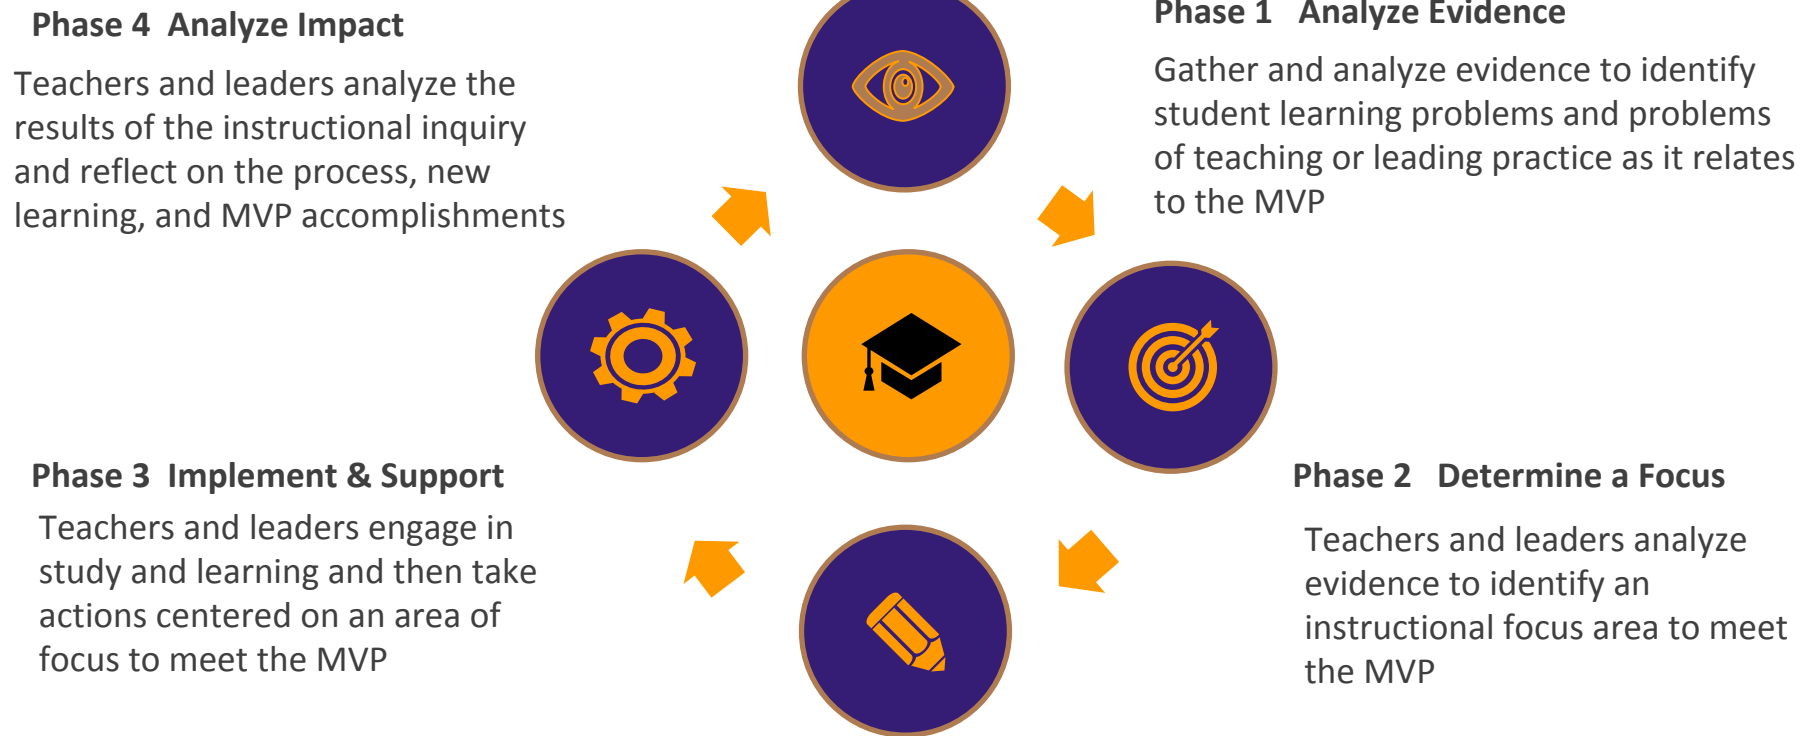 Phase 4 Analyze Impact
Teachers and leaders analyze the
results of the instructional inquiry
and reflect on the process, new
learning, and MVP accomplishments
Phase 1 Analyze Evidence
Gather and analyze evidence to identify
student learning problems and problems
of teaching or leading practice as it relates
to the MVP
Phase 3 Implement & Support
Teachers and leaders engage in
study and learning and then take
actions centered on an area of
focus to meet the MVP
Phase 2 Determine a Focus
Teachers and leaders analyze
evidence to identify an
instructional focus area to meet
the MVP